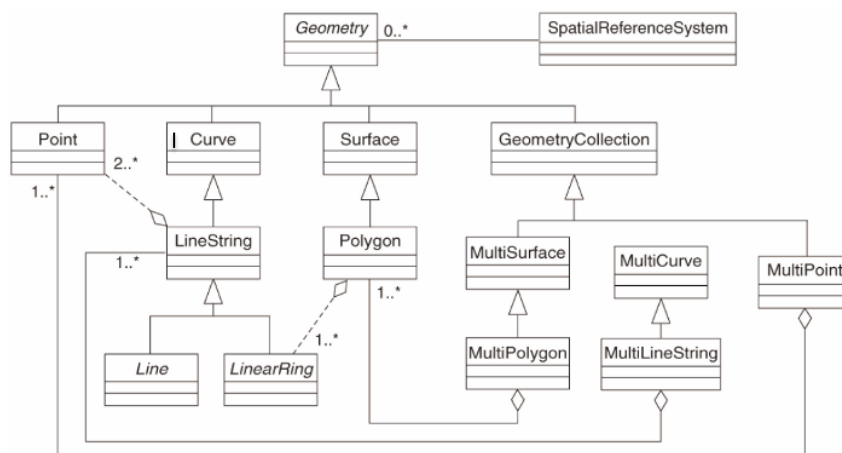 Geometry
0..*
SpatialReferenceSystem
Point
Curve
Surface
GeometryCollection
2..*
1..*
LineString
Polygon
1..*
MultiSurface
MultiCurve
MultiPoint
1..*
1..*
Line
LinearRing
MultiPolygon
MultiLineString